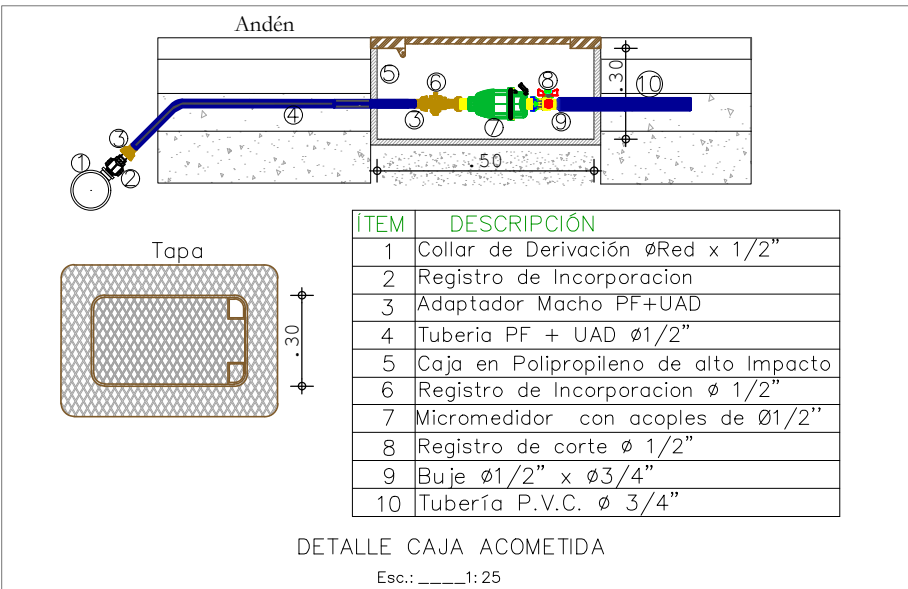 Andén
5 6 8 .30 10
4 3 7 9
3
1 2
.50
Tapa
.30
ÍTEM DESCRIPCIÓN
1 Collar de Derivación øRed x 1/2"
2 Registro de Incorporacion
3 Adaptador Macho PF+UAD
4 Tuberia PF + UAD ø1/2"
5 Caja en Polipropileno de alto Impacto
6 Registro de Incorporacion ø 1/2"
7 Micromedidor con acoples de Ø1/2''
8 Registro de corte ø 1/2"
9 Buje ø1/2" x ø3/4"
10 Tubería P.V.C. ø 3/4"
DETALLE CAJA ACOMETIDA
Esc.: ____1:25